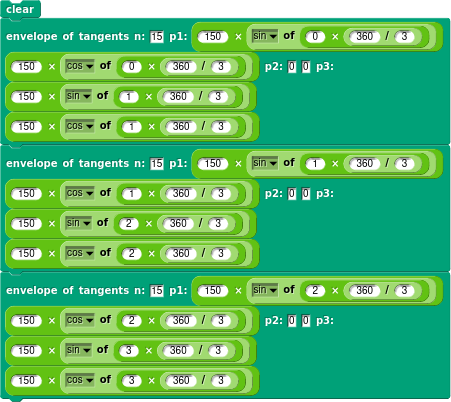 clear
envelope of tangents n: 15 p1: 150 × sin of 0 × 360 / 3
150 × cos of 0 × 360 / 3 p2: 0 0 p3:
150 × sin of 1 × 360 / 3
150 × cos of 1 × 360 / 3
envelope of tangents n: 15 p1: 150 × sin of 1 × 360 / 3
150 × cos of 1 × 360 / 3 p2: 0 0 p3:
150 × sin of 2 × 360 / 3
150 × cos of 2 × 360 / 3
envelope of tangents n: 15 p1: 150 × sin of 2 × 360 / 3
150 × cos of 2 × 360 / 3 p2: 0 0 p3:
150 × sin of 3 × 360 / 3
150 × cos of 3 × 360 / 3